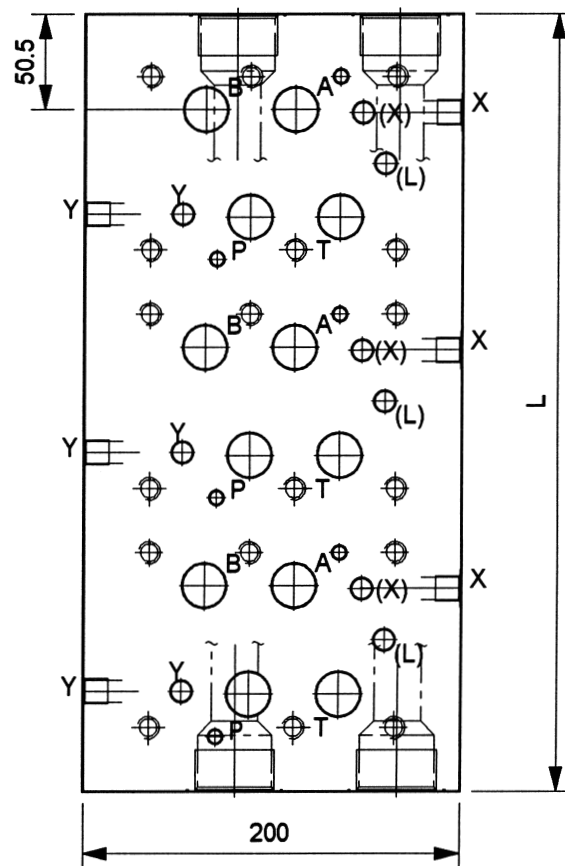 50.5
B A X
(X)
(L)
Y Y
P T
B A X
(X)
(L)
L
Y Y
P T
B A X
(X)
(L)
Y Y
P T
200